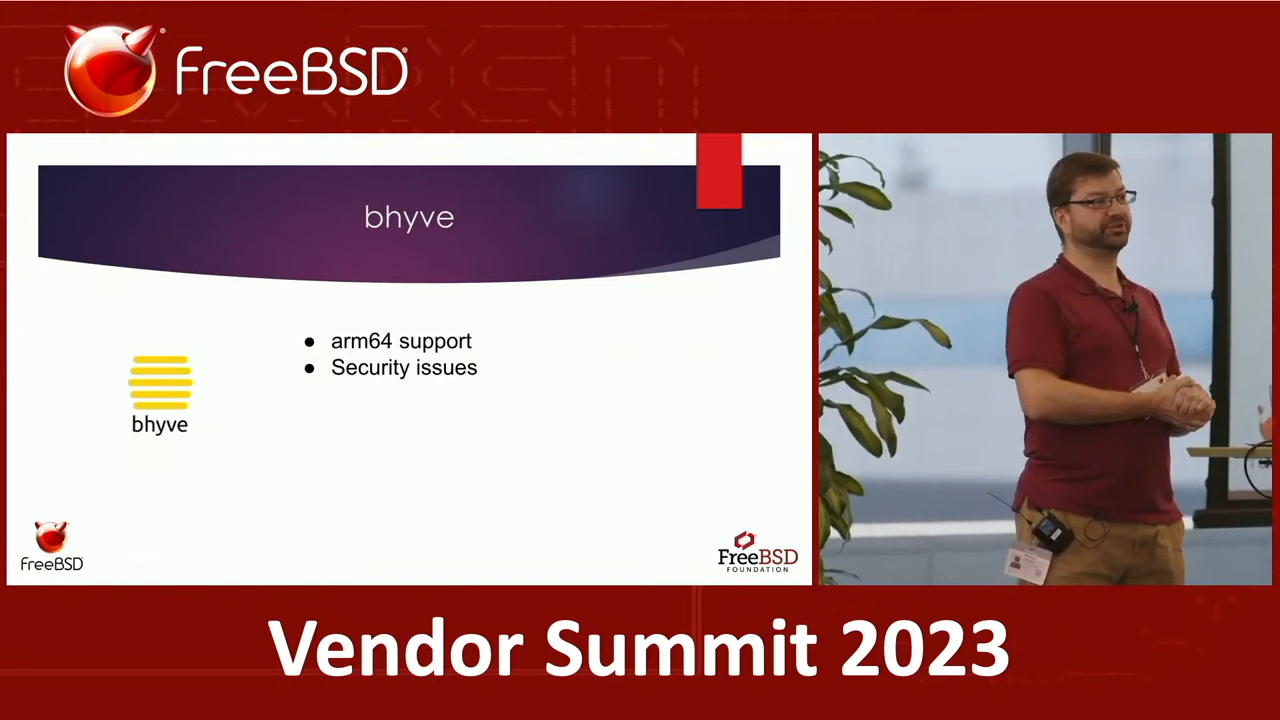 FreeBSD®
bhyve
● arm64 support
● Security issues
bhyve
FreeBSD
FreeBSD
FOUNDATION
Vendor Summit 2023